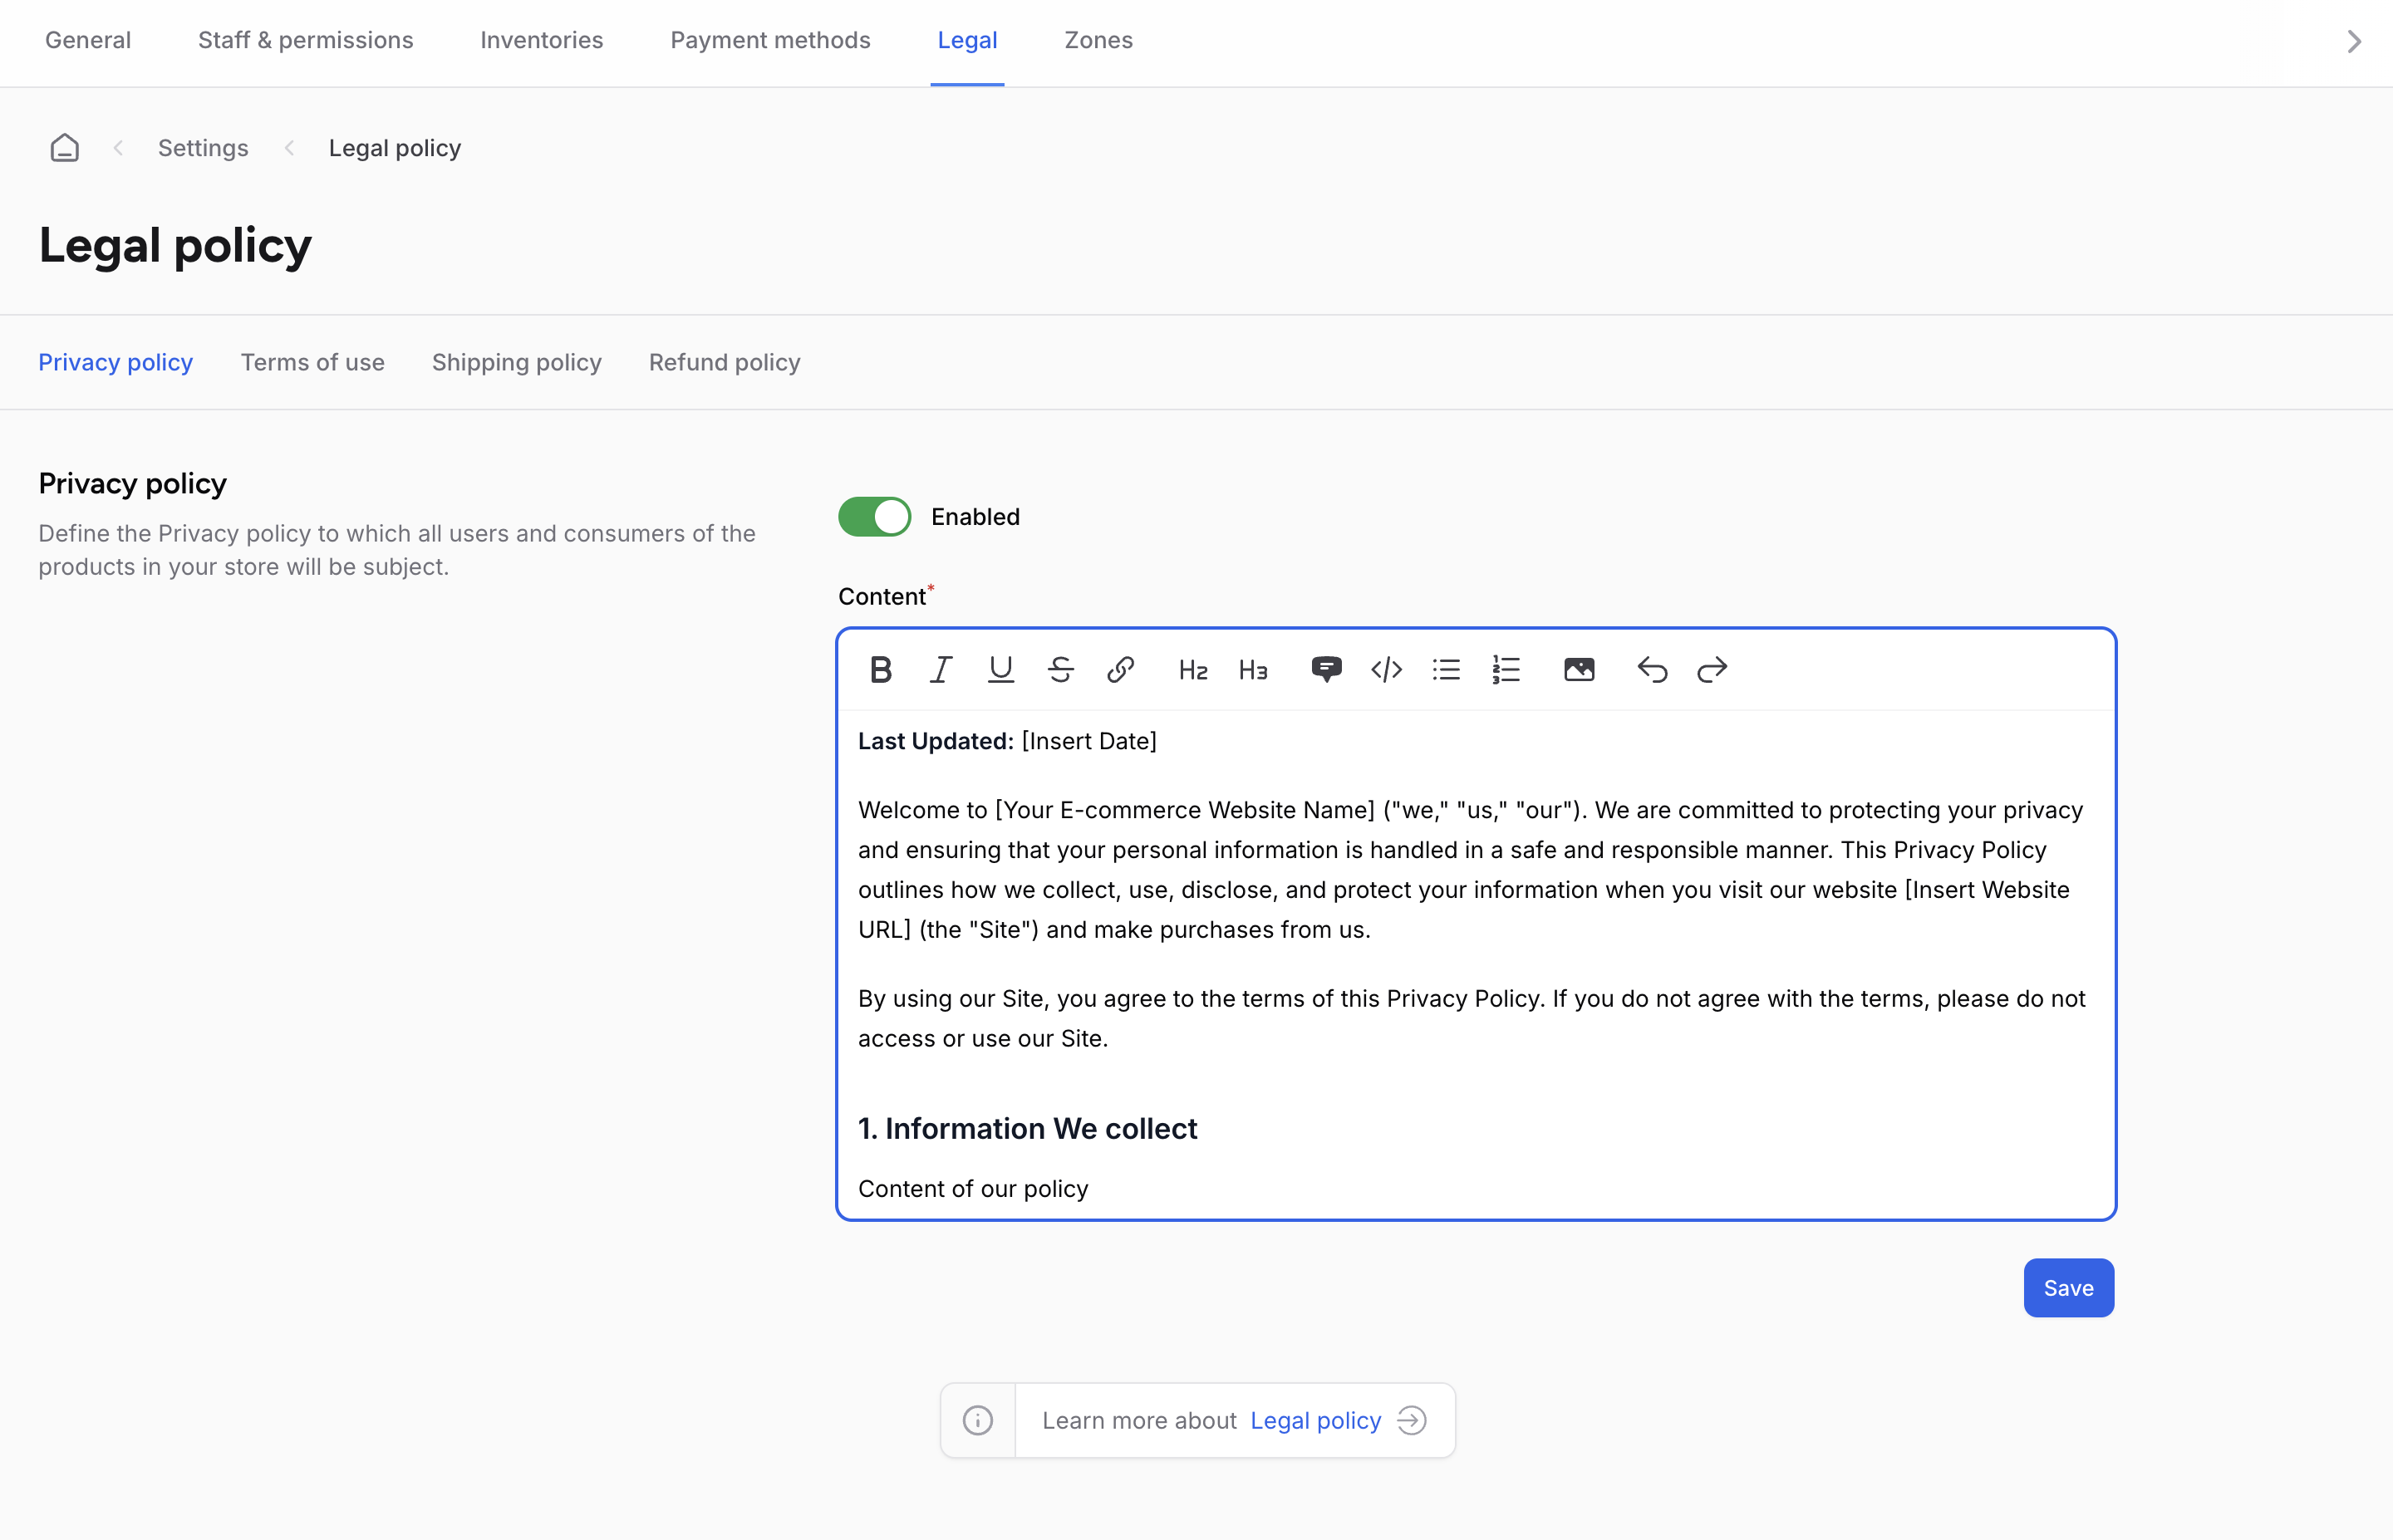 General Staff & permissions Inventories Payment methods Legal Zones
Settings Legal policy
Legal policy
Privacy policy Terms of use Shipping policy Refund policy
Privacy policy
Define the Privacy policy to which all users and consumers of the
products in your store will be subject.
Enabled
Content*
B I U S H2 H3
Last Updated: [Insert Date]
Welcome to [Your E-commerce Website Name] ("we," "us," "our"). We are committed to protecting your privacy
and ensuring that your personal information is handled in a safe and responsible manner. This Privacy Policy
outlines how we collect, use, disclose, and protect your information when you visit our website [Insert Website
URL] (the "Site") and make purchases from us.
By using our Site, you agree to the terms of this Privacy Policy. If you do not agree with the terms, please do not
access or use our Site.
1. Information We collect
Content of our policy
Save
Learn more about Legal policy